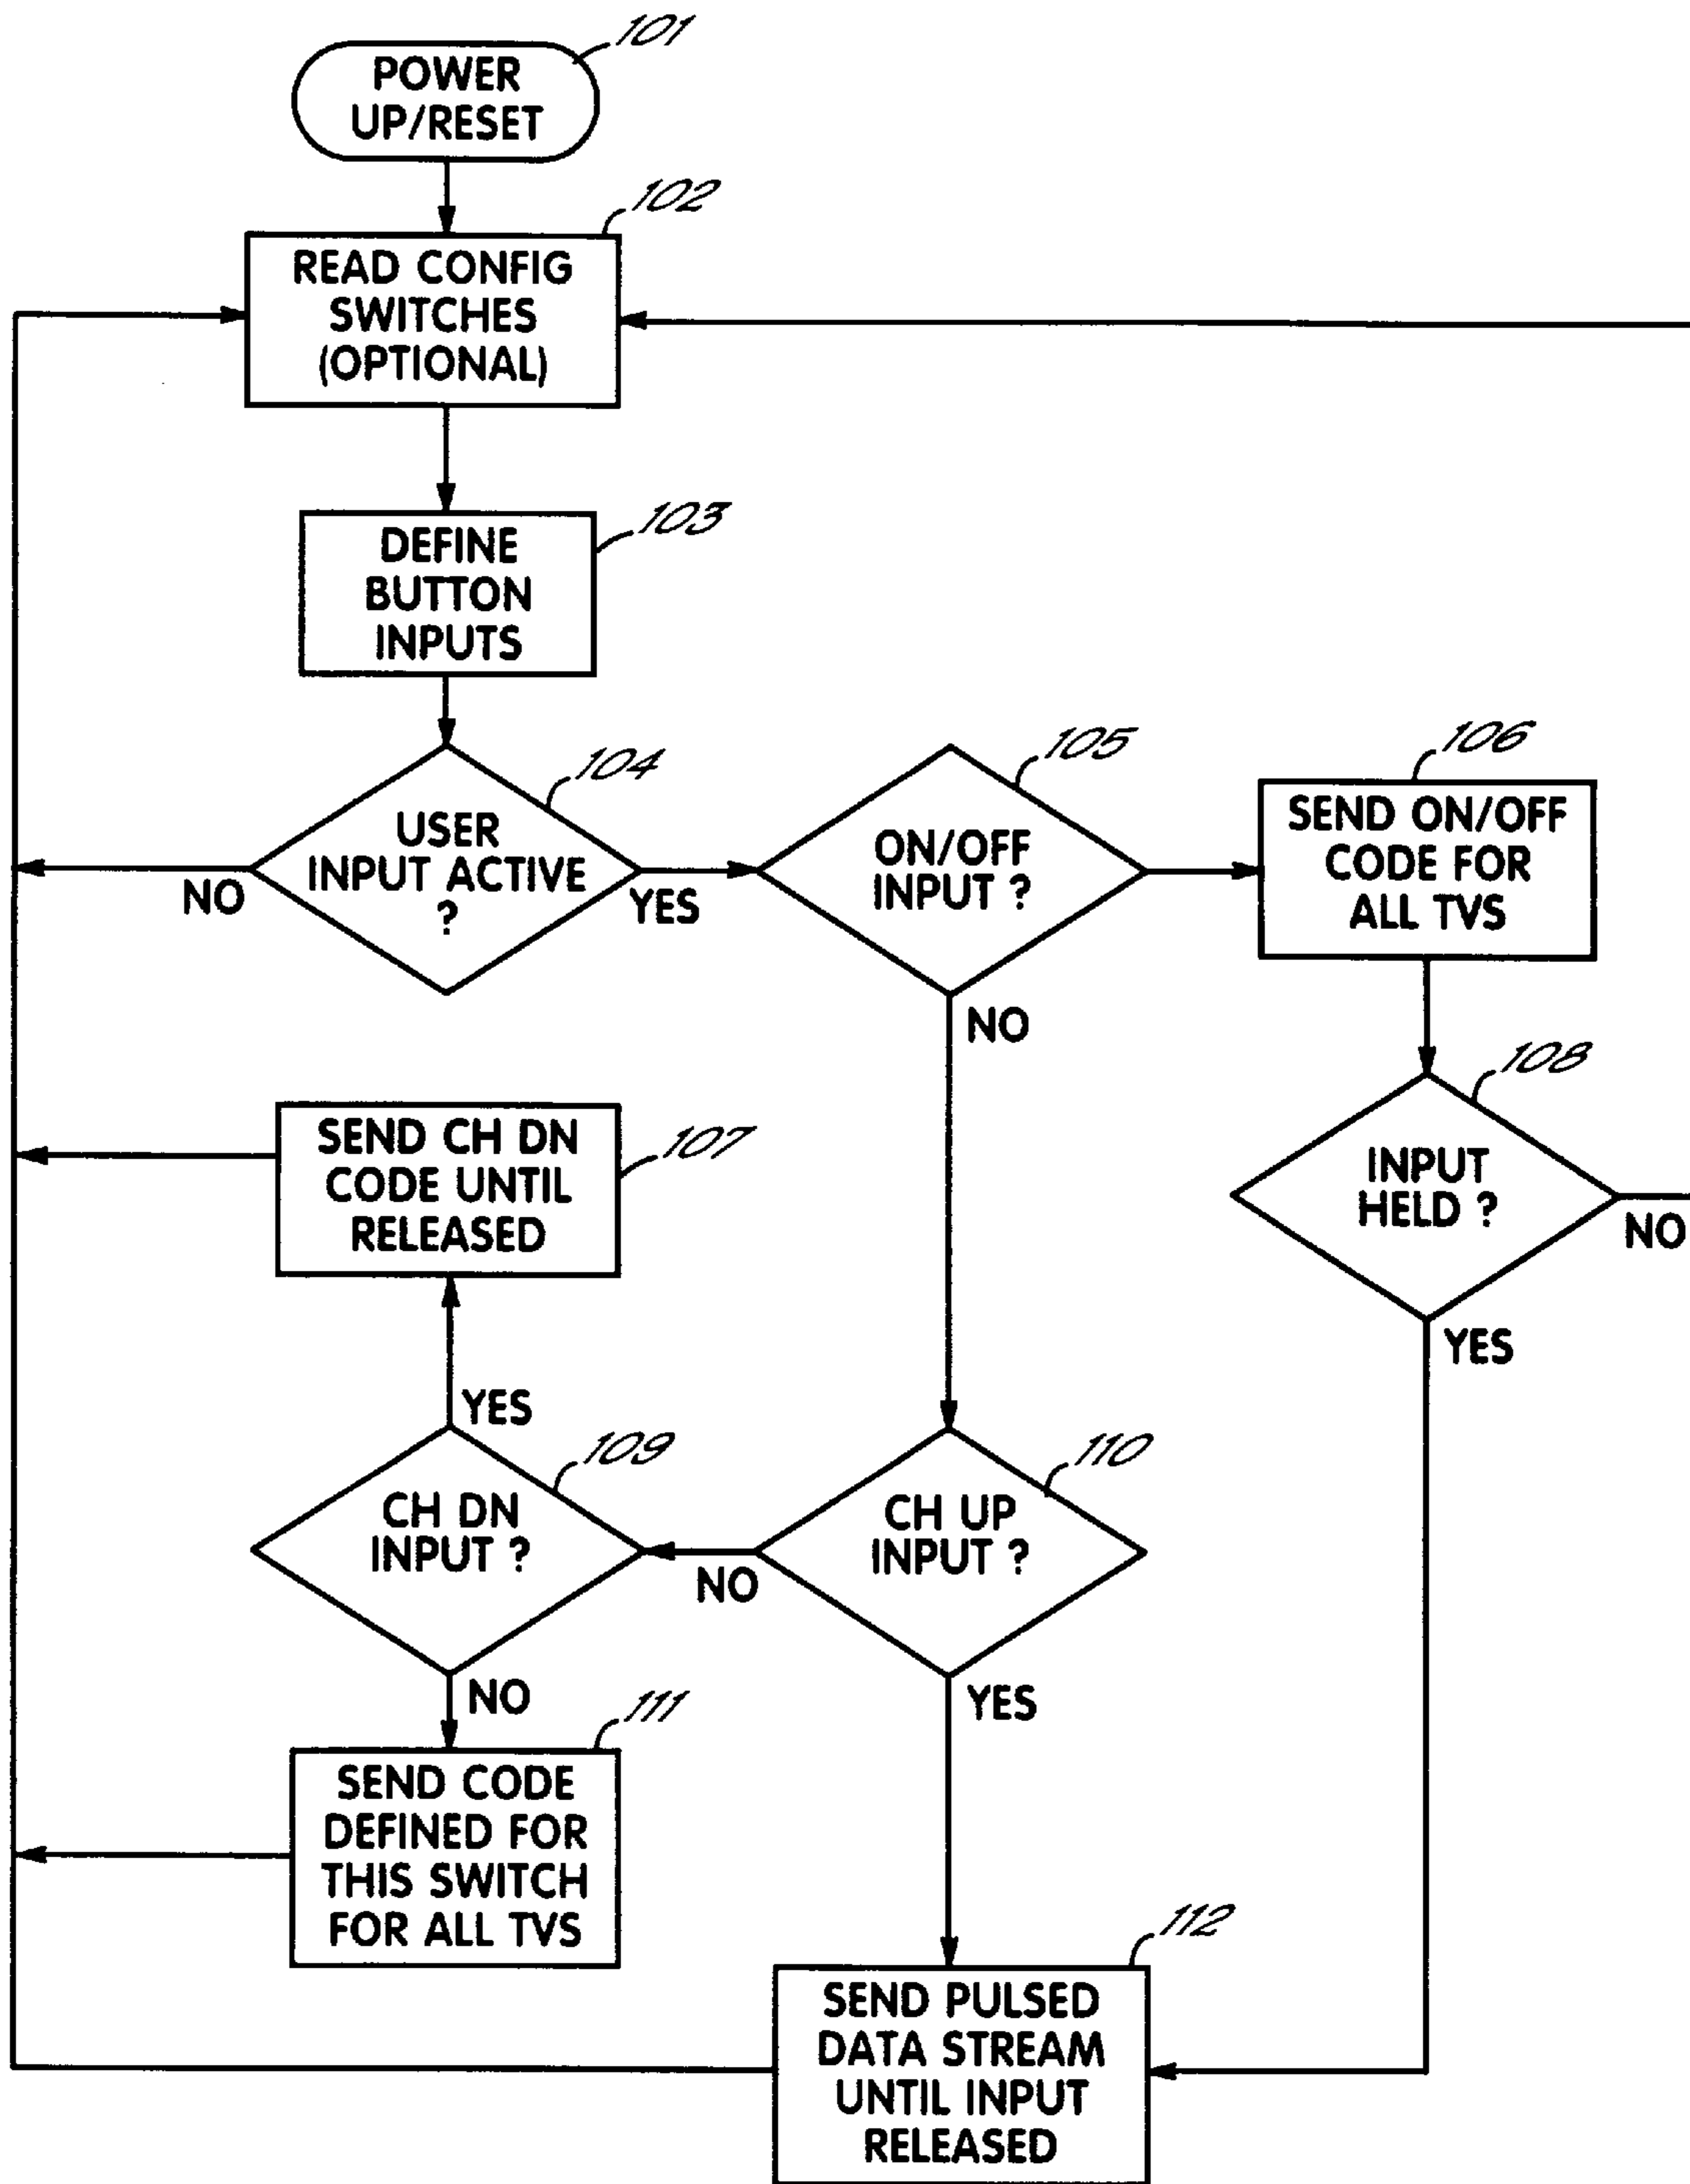 101
POWER
UP/RESET
102
READ CONFIG
SWITCHES
(OPTIONAL)
103
DEFINE
BUTTON
INPUTS
104
USER
INPUT ACTIVE
?
NO
YES
105
ON/OFF
INPUT ?
NO
106
SEND ON/OFF
CODE FOR
ALL TVS
108
INPUT
HELD ?
NO
YES
107
SEND CH DN
CODE UNTIL
RELEASED
YES
109
CH DN
INPUT ?
NO
110
CH UP
INPUT ?
NO
YES
111
SEND CODE
DEFINED FOR
THIS SWITCH
FOR ALL TVS
112
SEND PULSED
DATA STREAM
UNTIL INPUT
RELEASED